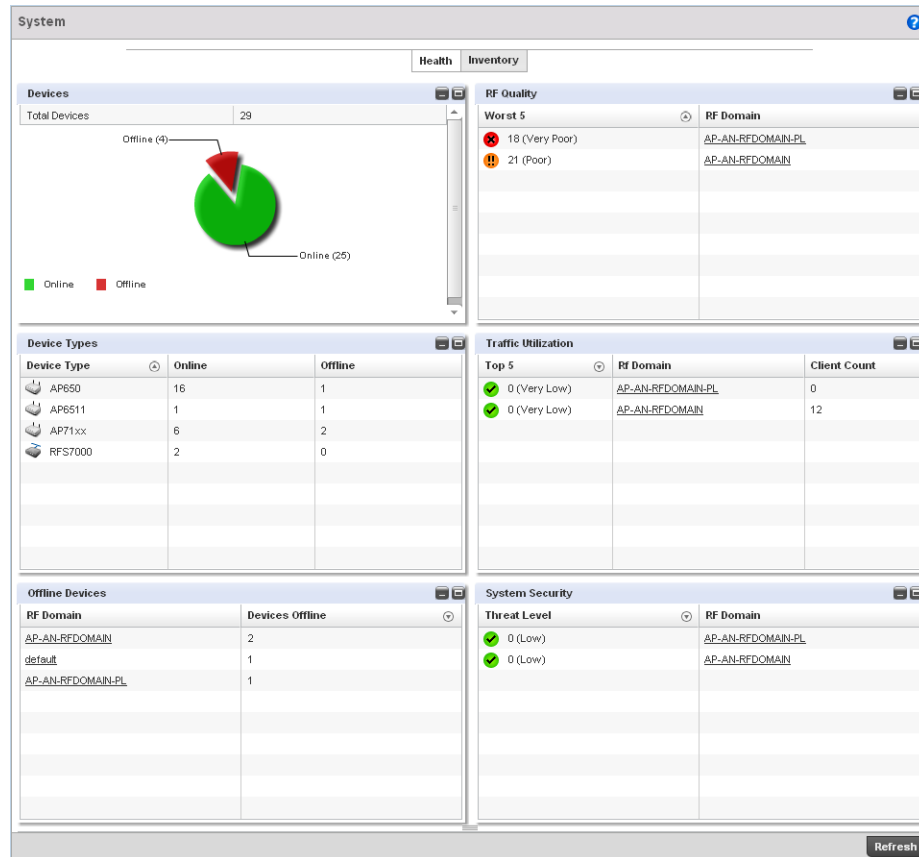 System
Health Inventory
Devices
Total Devices 29
Offline (4)
Online (25)
Online Offline
RF Quality
Worst 5 RF Domain
18 (Very Poor) AP-AN-RFDOMAIN-PL
21 (Poor) AP-AN-RFDOMAIN
Device Types
Device Type Online Offline
AP650 16 1
AP6511 1 1
AP71xx 6 2
RFS7000 2 0
Traffic Utilization
Top 5 Rf Domain Client Count
0 (Very Low) AP-AN-RFDOMAIN-PL 0
0 (Very Low) AP-AN-RFDOMAIN 12
Offline Devices
RF Domain Devices Offline
AP-AN-RFDOMAIN 2
default 1
AP-AN-RFDOMAIN-PL 1
System Security
Threat Level RF Domain
0 (Low) AP-AN-RFDOMAIN-PL
0 (Low) AP-AN-RFDOMAIN
Refresh